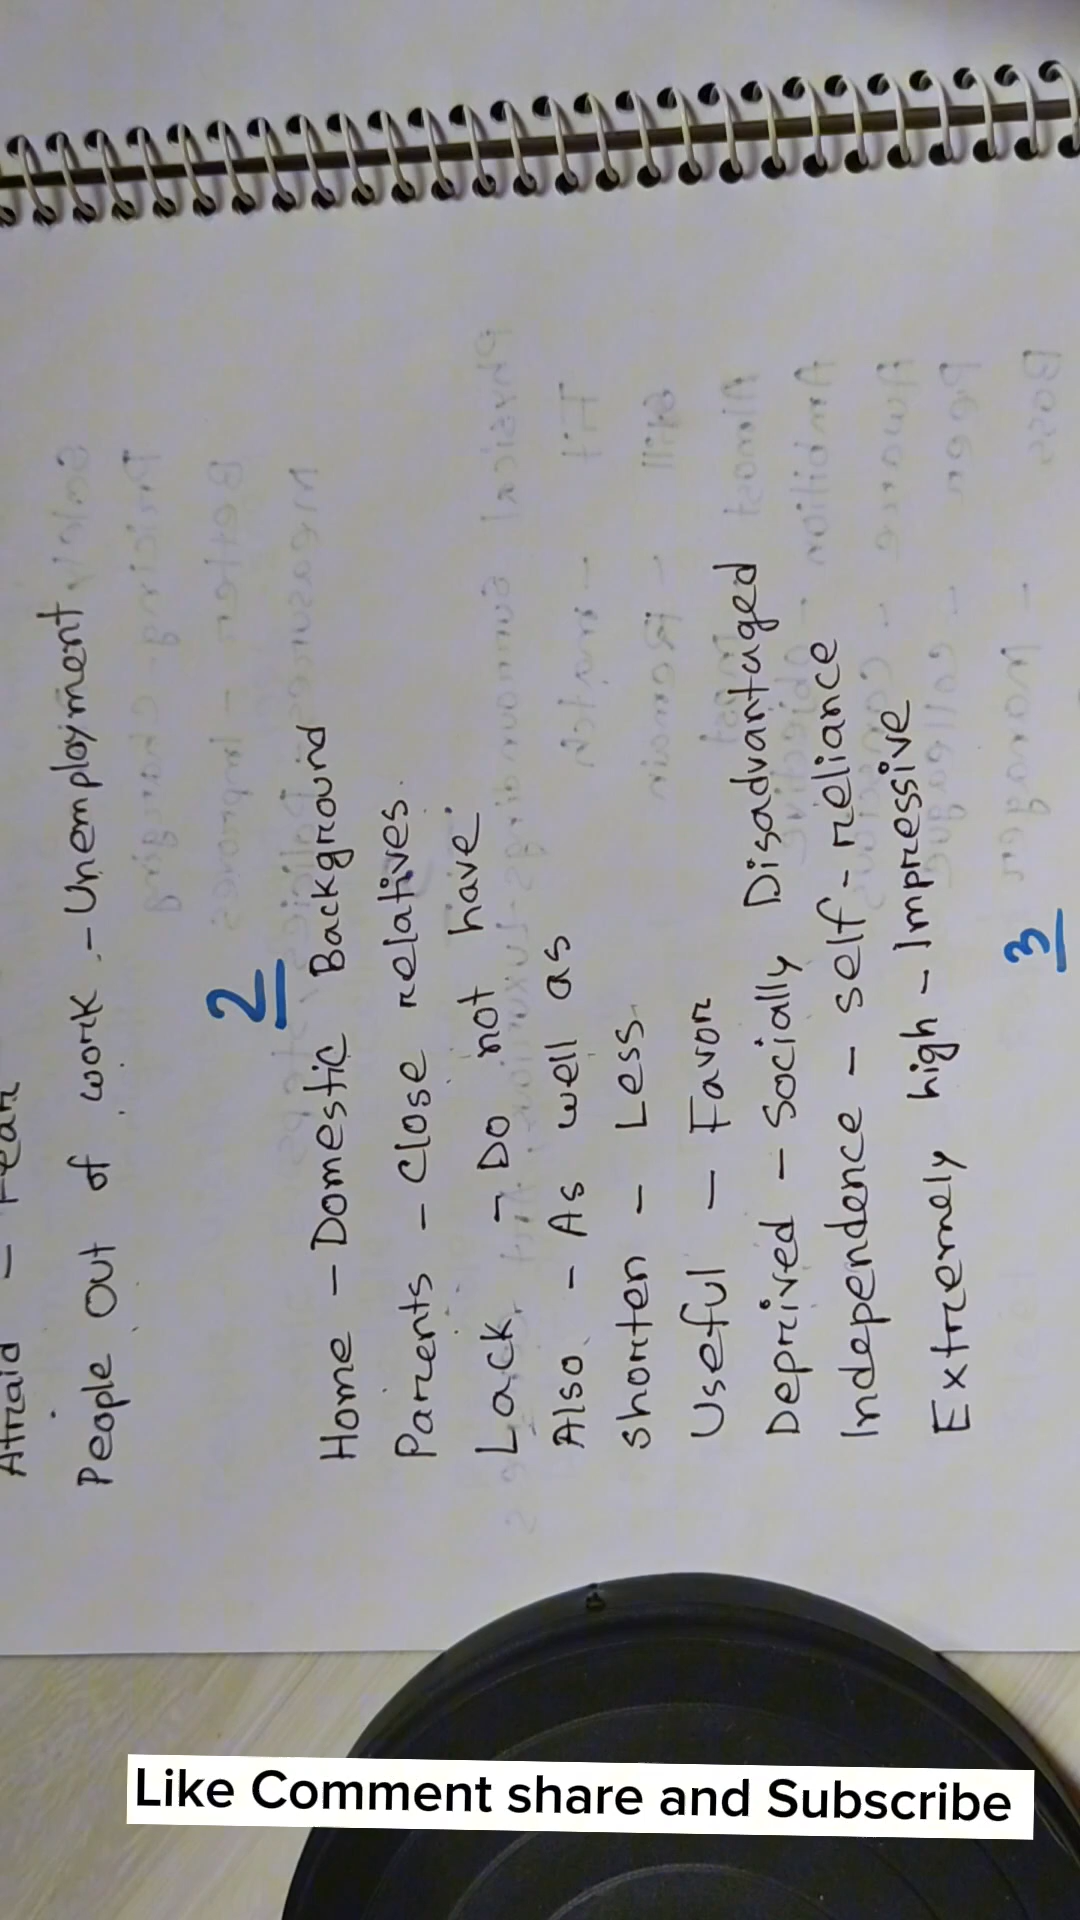 Afraid - Fear
People Out of work - Unemployment.
2
Home - Domestic Background
Parents - Close relatives.
Lack - Do not have.
Also - As well as
shorten - Less
Useful - Favor
Deprived - Socially Disadvantaged
Independence - self-reliance
Extremely high - Impressive
3
Like Comment share and Subscribe